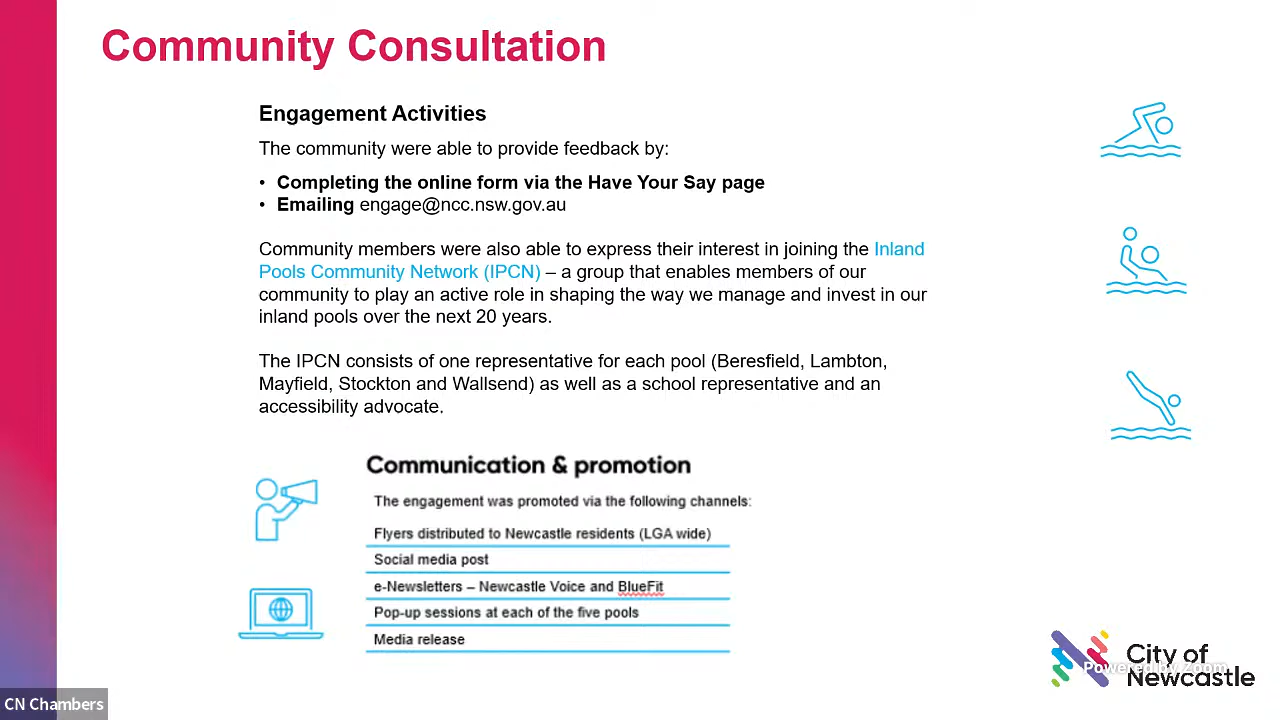 Community Consultation
Engagement Activities
The community were able to provide feedback by:
• Completing the online form via the Have Your Say page
• Emailing engage@ncc.nsw.gov.au
Community members were also able to express their interest in joining the Inland
Pools Community Network (IPCN) – a group that enables members of our
community to play an active role in shaping the way we manage and invest in our
inland pools over the next 20 years.
The IPCN consists of one representative for each pool (Beresfield, Lambton,
Mayfield, Stockton and Wallsend) as well as a school representative and an
accessibility advocate.
Communication & promotion
The engagement was promoted via the following channels:
Flyers distributed to Newcastle residents (LGA wide)
Social media post
e-Newsletters – Newcastle Voice and BlueFit
Pop-up sessions at each of the five pools
Media release
City of
Newcastle
Powered by Zoom
CN Chambers